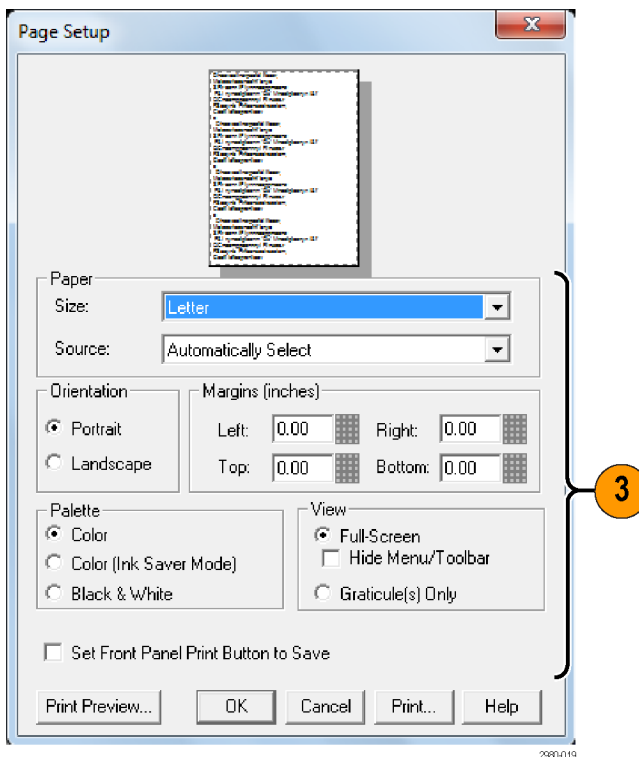 Page Setup
Paper
Size: Letter
Source: Automatically Select
Orientation Margins (inches)
Portrait Left: 0.00 Right: 0.00
Landscape Top: 0.00 Bottom: 0.00
3
Palette View
Color Full-Screen
Color (Ink Saver Mode) Hide Menu/Toolbar
Black & White Graticule(s) Only
Set Front Panel Print Button to Save
Print Preview... OK Cancel Print... Help
2980-019